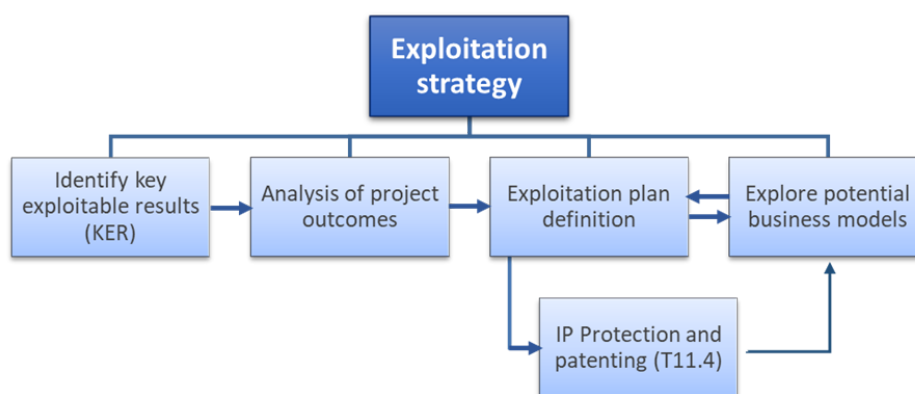 Exploitation
strategy
Identify key
exploitable results
(KER)
Analysis of project
outcomes
Exploitation plan
definition
Explore potential
business models
IP Protection and
patenting (T11.4)